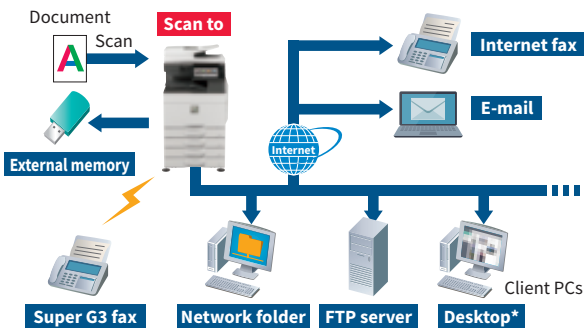 Document
Scan
A
Scan to
Internet fax
E-mail
External memory
Internet
Client PCs
Super G3 fax
Network folder
FTP server
Desktop*